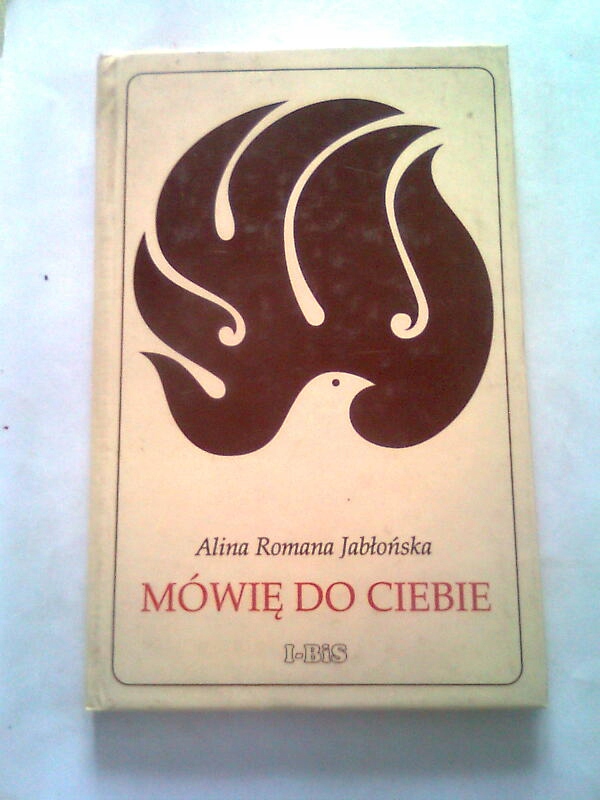 Alina Romana Jabłońska
MÓWIĘ DO CIEBIE
I-BiS